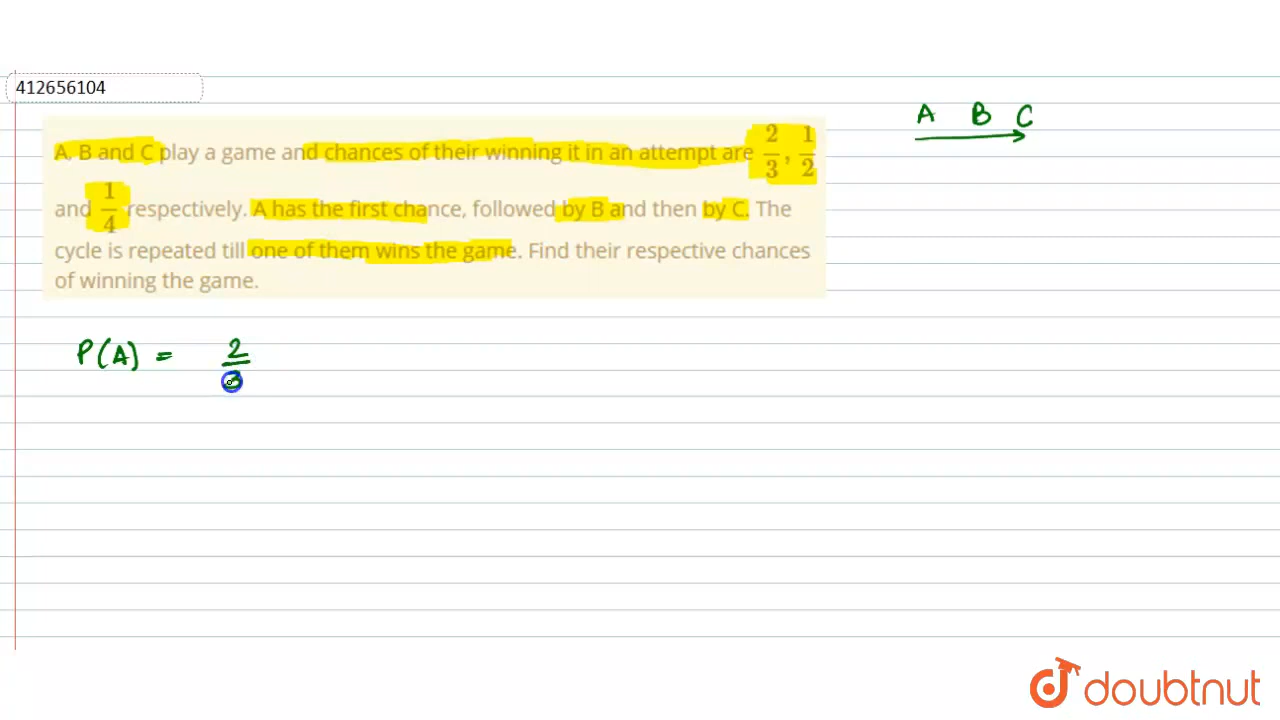 412656104
A B C
A. B and C play a game and chances of their winning it in an attempt are 2/3, 1/2
and 1/4 respectively. A has the first chance, followed by B and then by C. The
cycle is repeated till one of them wins the game. Find their respective chances
of winning the game.
P(A) = 2/3
doubtnut